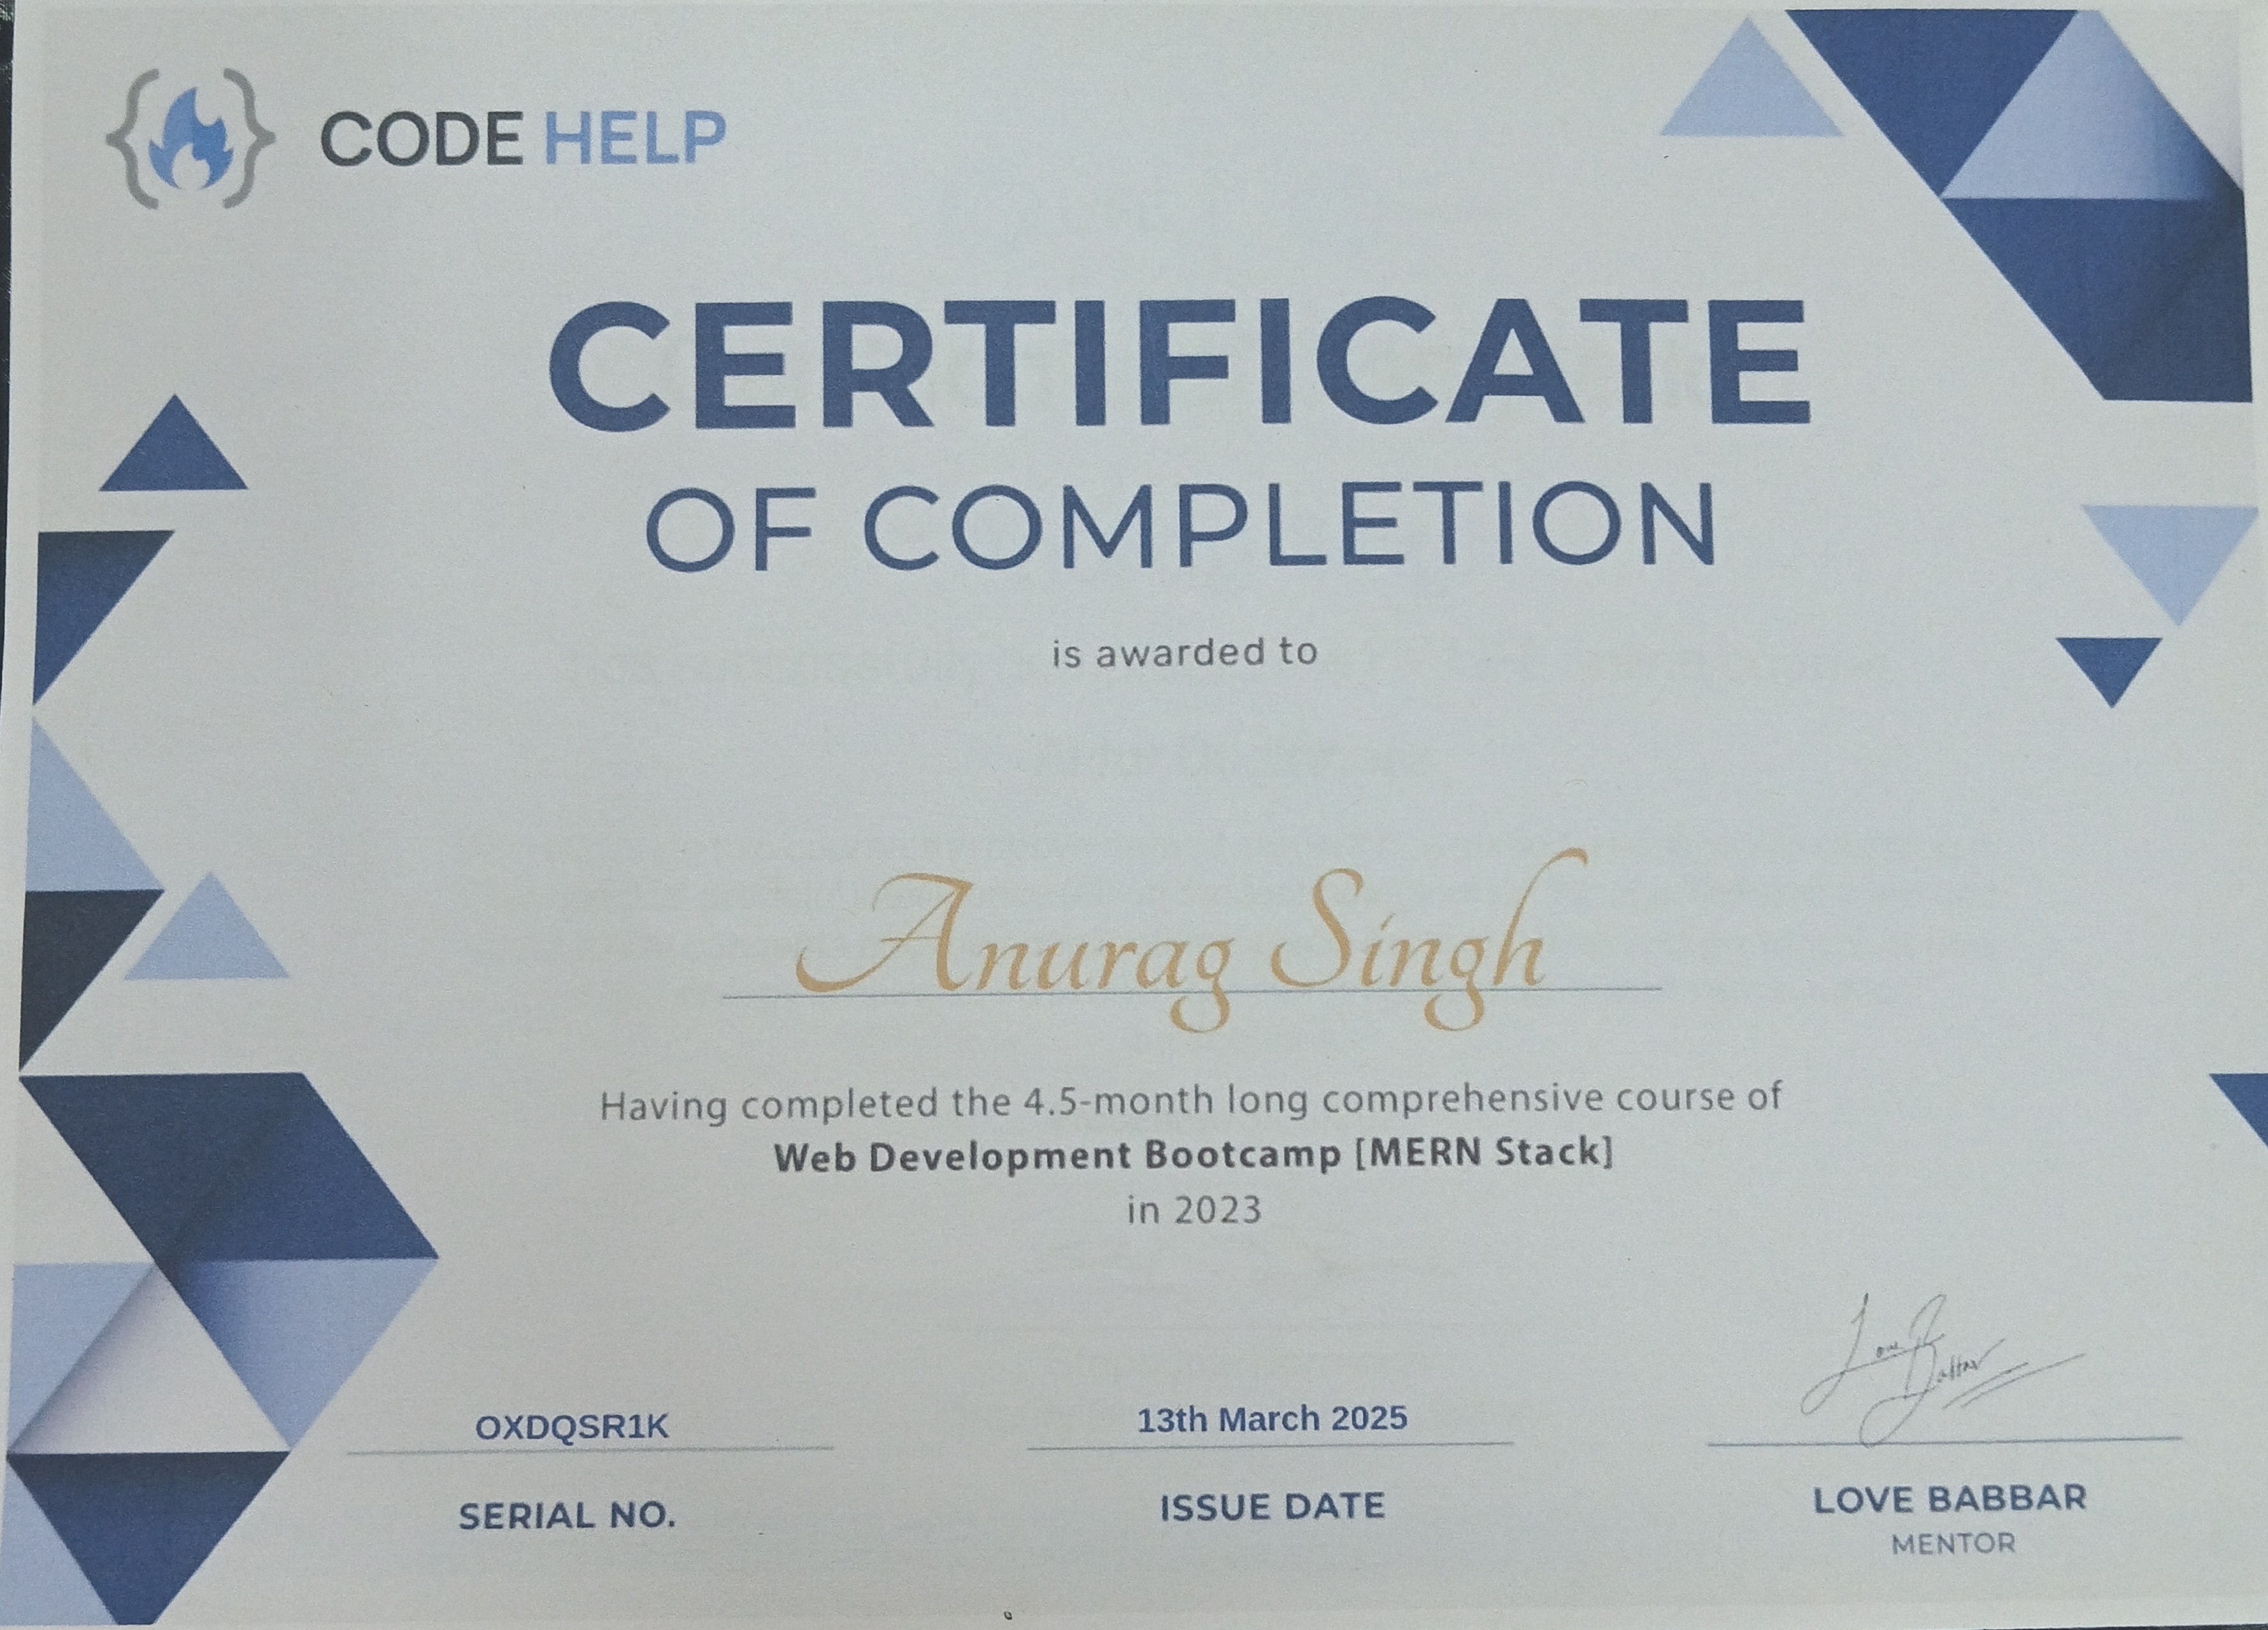 CODE HELP
CERTIFICATE
OF COMPLETION
is awarded to
Anurag Singh
Having completed the 4.5-month long comprehensive course of
Web Development Bootcamp [MERN Stack]
in 2023
OXDQSR1K
SERIAL NO.
13th March 2025
ISSUE DATE
Love Babbar
LOVE BABBAR
MENTOR